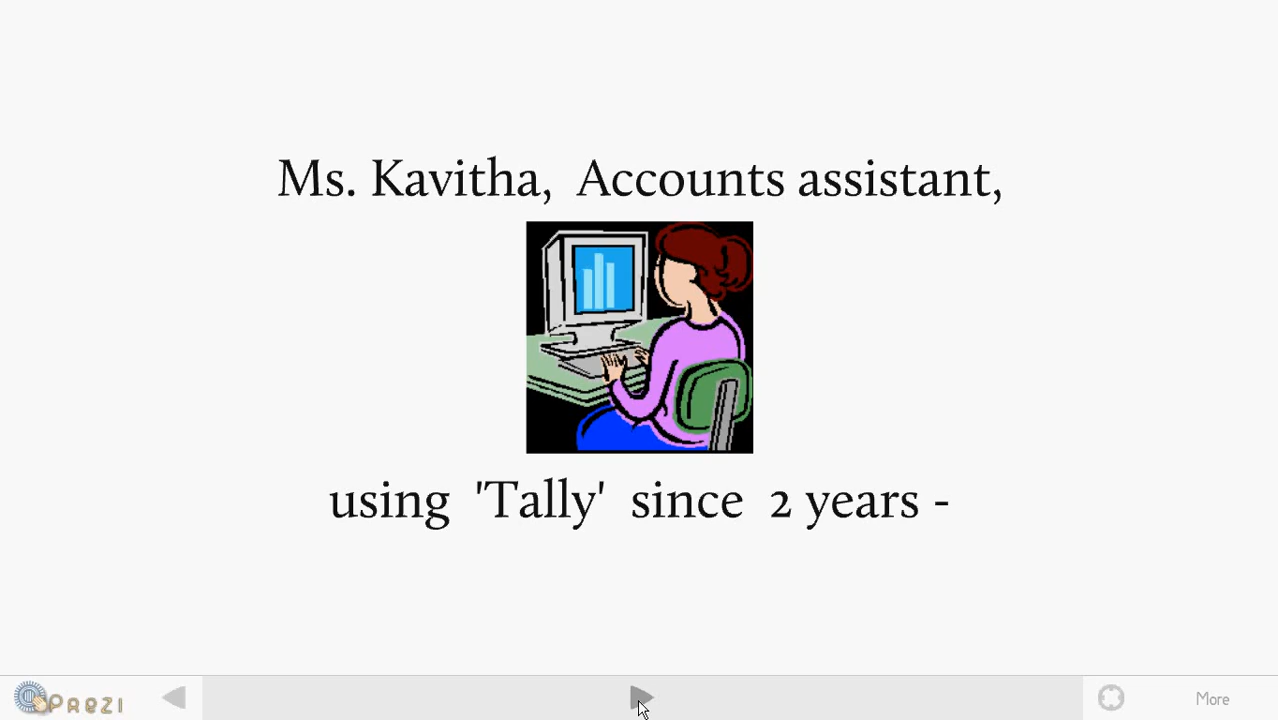 Ms. Kavitha,  Accounts assistant,
using  'Tally'  since  2 years -
Prezi
More